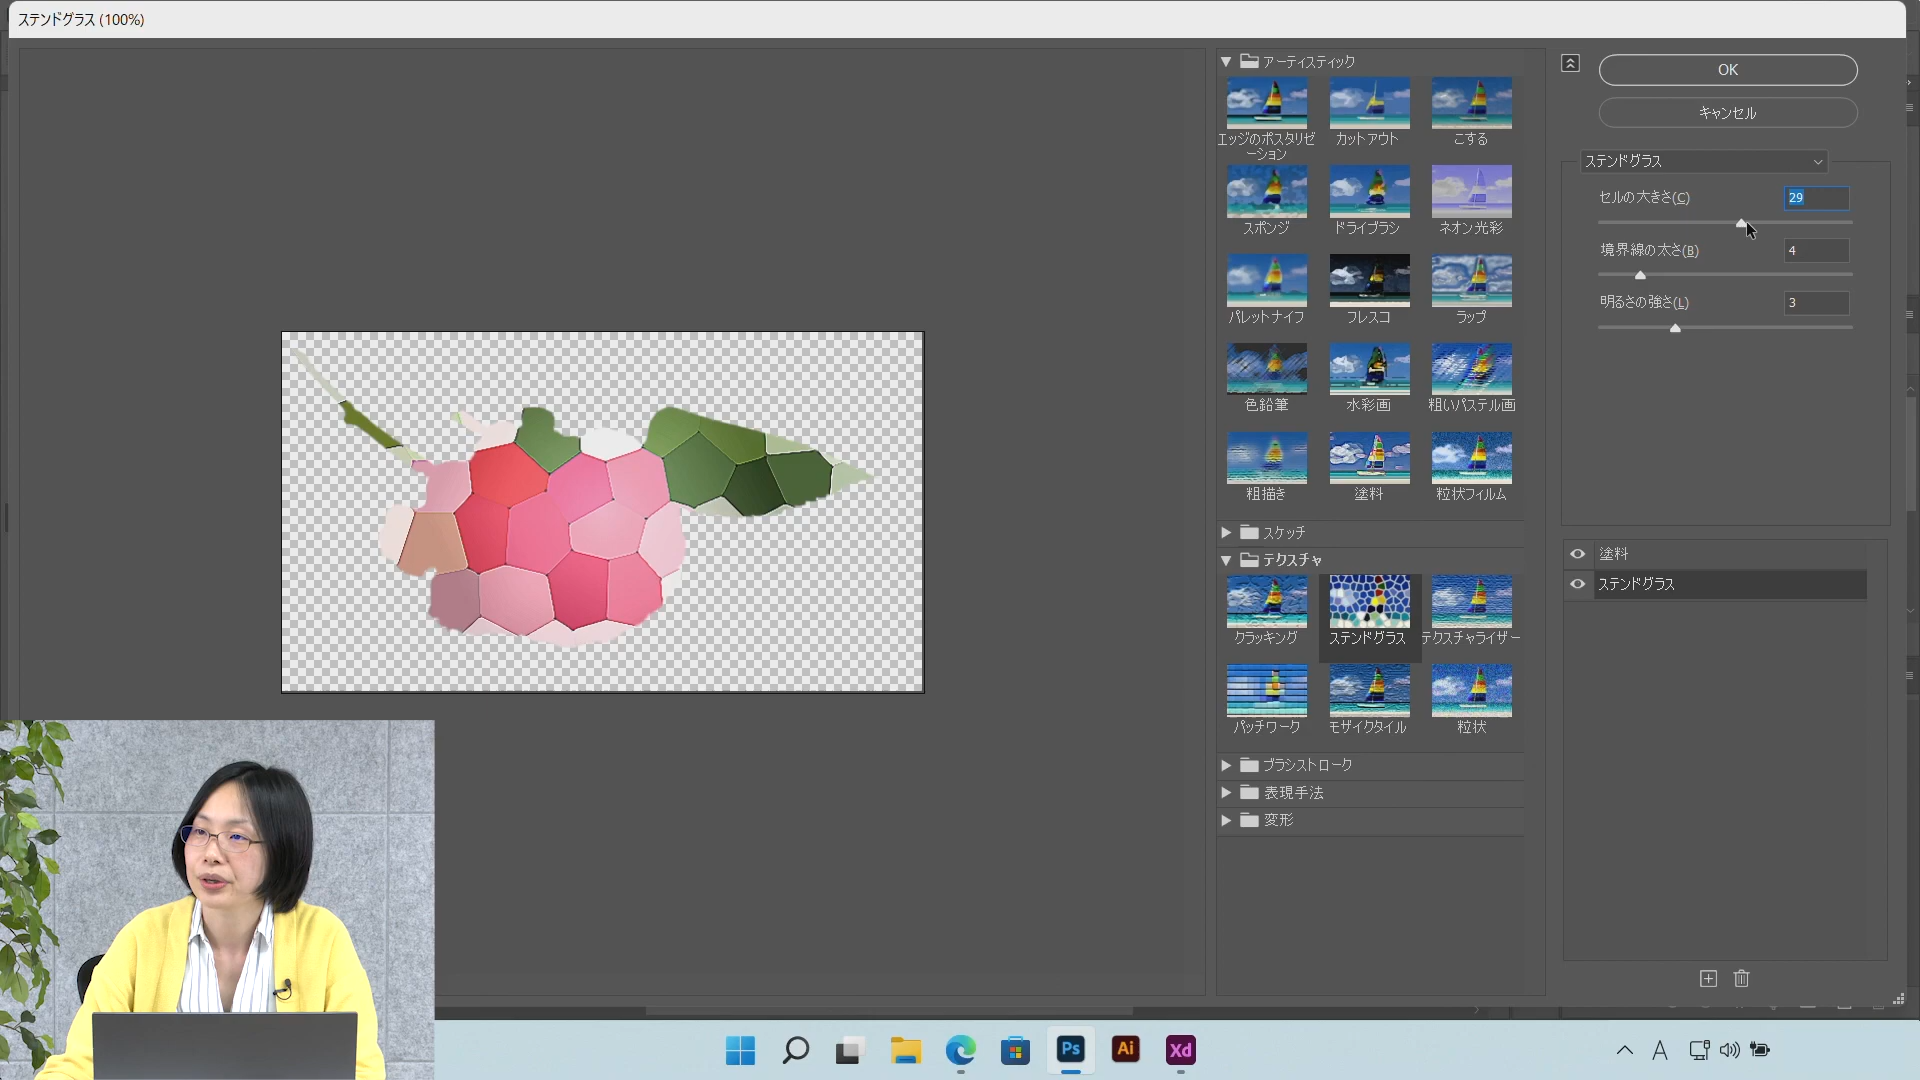 ステンドグラス (100%)
アーティスティック
エッジのポスタリゼ
ーション
カットアウト
こする
スポンジ
ドライブラシ
ネオン光彩
パレットナイフ
フレスコ
ラップ
色鉛筆
水彩画
粗いパステル画
粗描き
塗料
粒状フィルム
スケッチ
テクスチャ
クラッキング
ステンドグラス
テクスチャライザー
パッチワーク
モザイクタイル
粒状
ブラシストローク
表現手法
変形
OK
キャンセル
ステンドグラス
セルの大きさ(C)
29
境界線の太さ(B)
4
明るさの強さ(L)
3
塗料
ステンドグラス
Ps
Ai
Xd
A